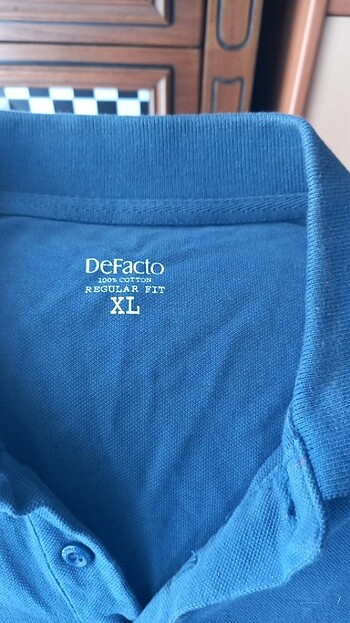 DeFacto
100% COTTON
REGULAR FIT
XL